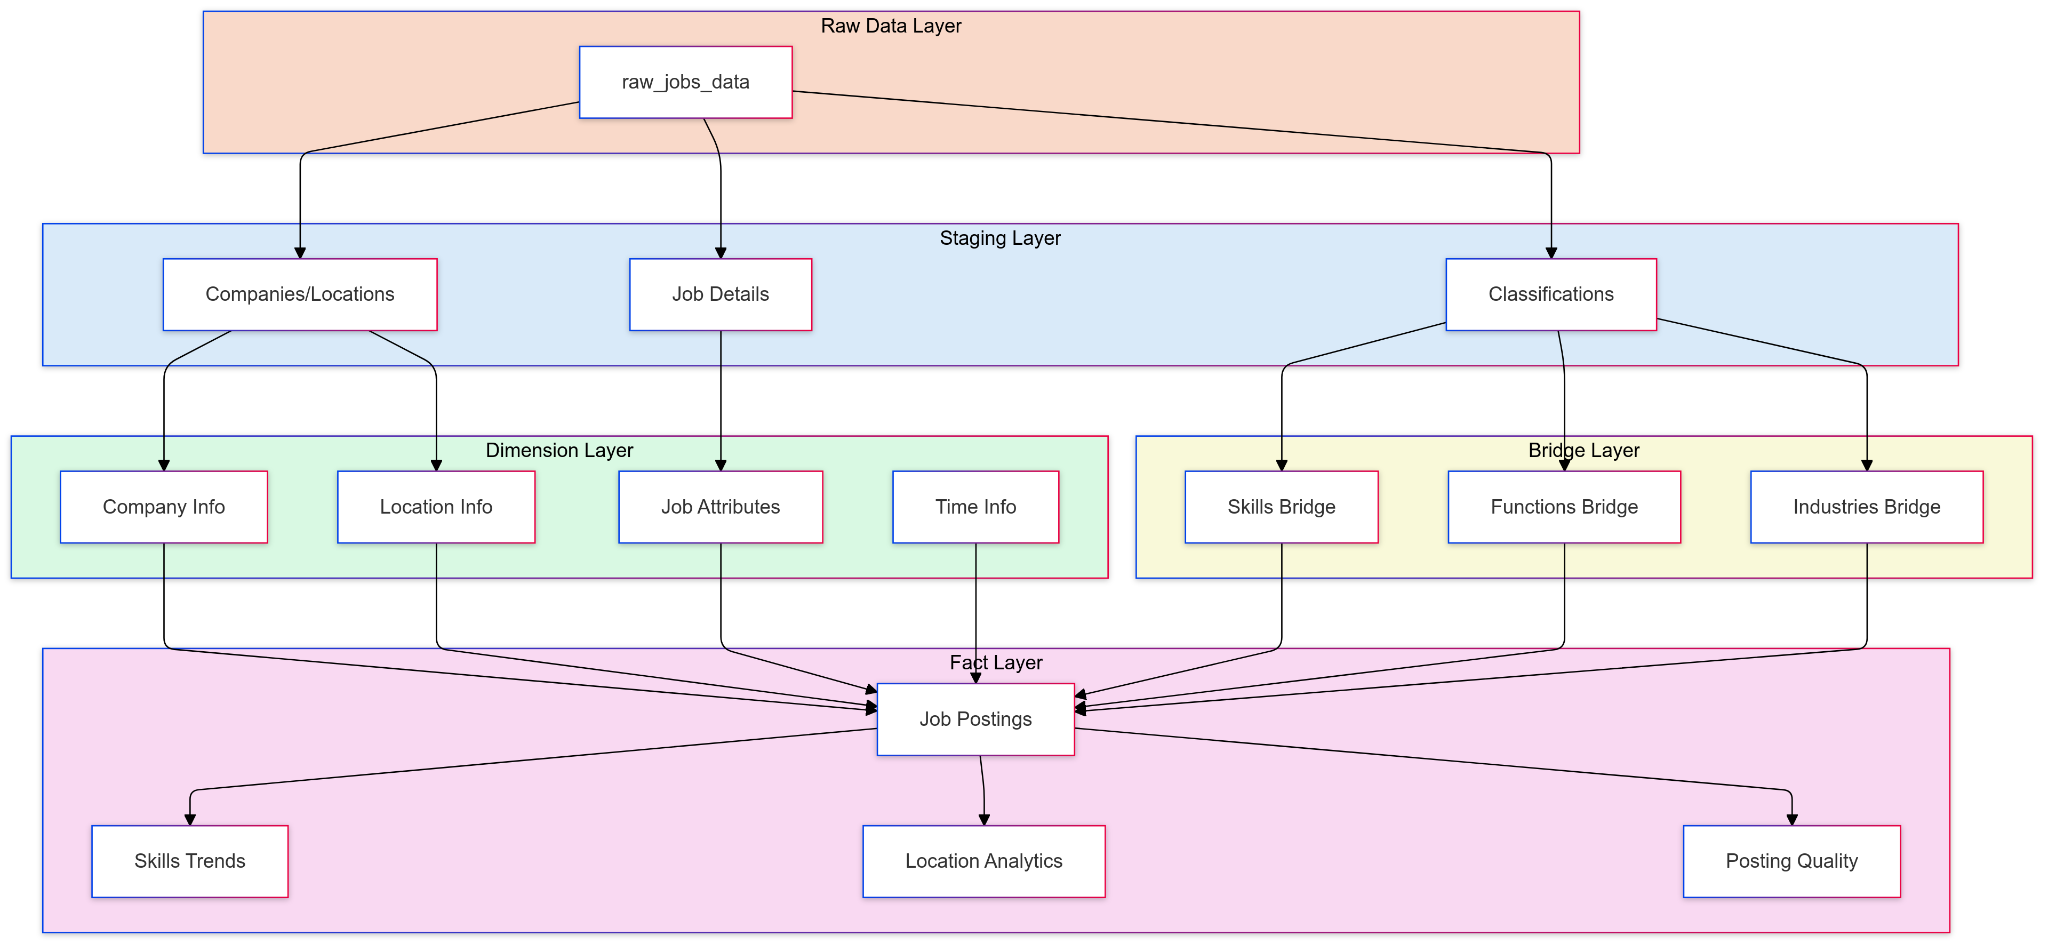 Raw Data Layer
raw_jobs_data
Staging Layer
Companies/Locations
Job Details
Classifications
Dimension Layer
Company Info
Location Info
Job Attributes
Time Info
Bridge Layer
Skills Bridge
Functions Bridge
Industries Bridge
Fact Layer
Job Postings
Skills Trends
Location Analytics
Posting Quality